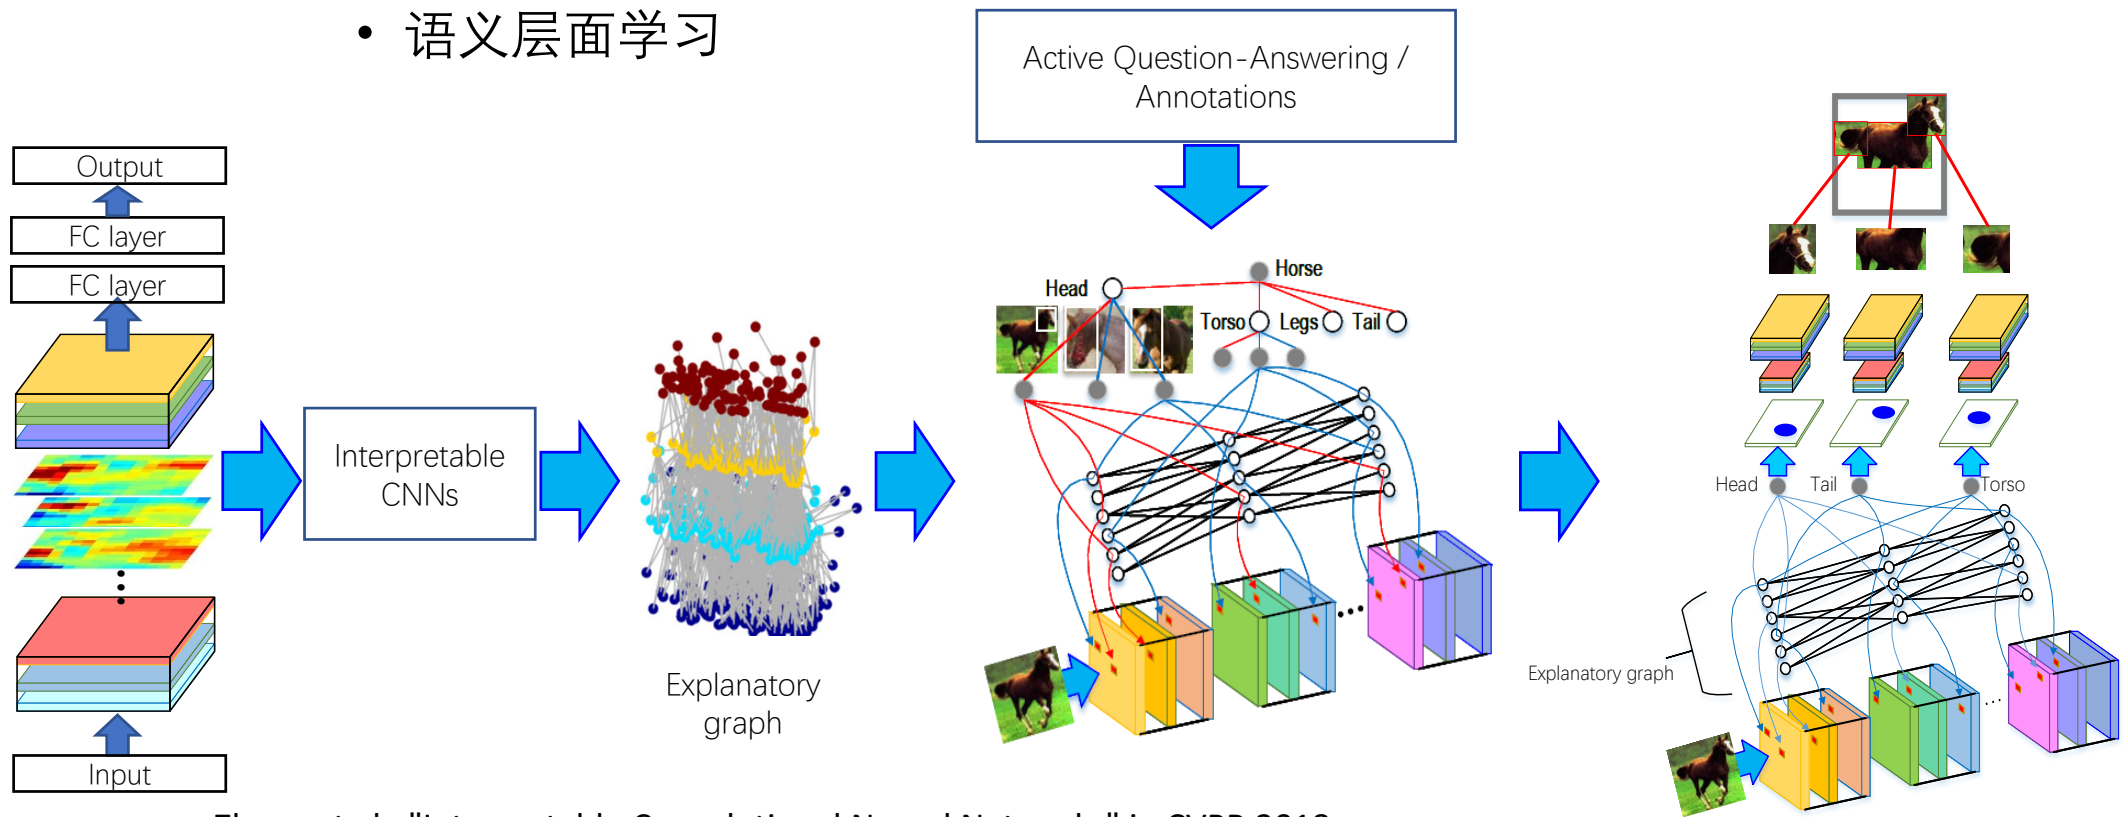 • 语义层面学习
Active Question-Answering /
Annotations
Output
FC layer
FC layer
Input
Interpretable
CNNs
Explanatory
graph
Horse
Head
Torso
Legs
Tail
Head
Tail
Torso
Explanatory graph